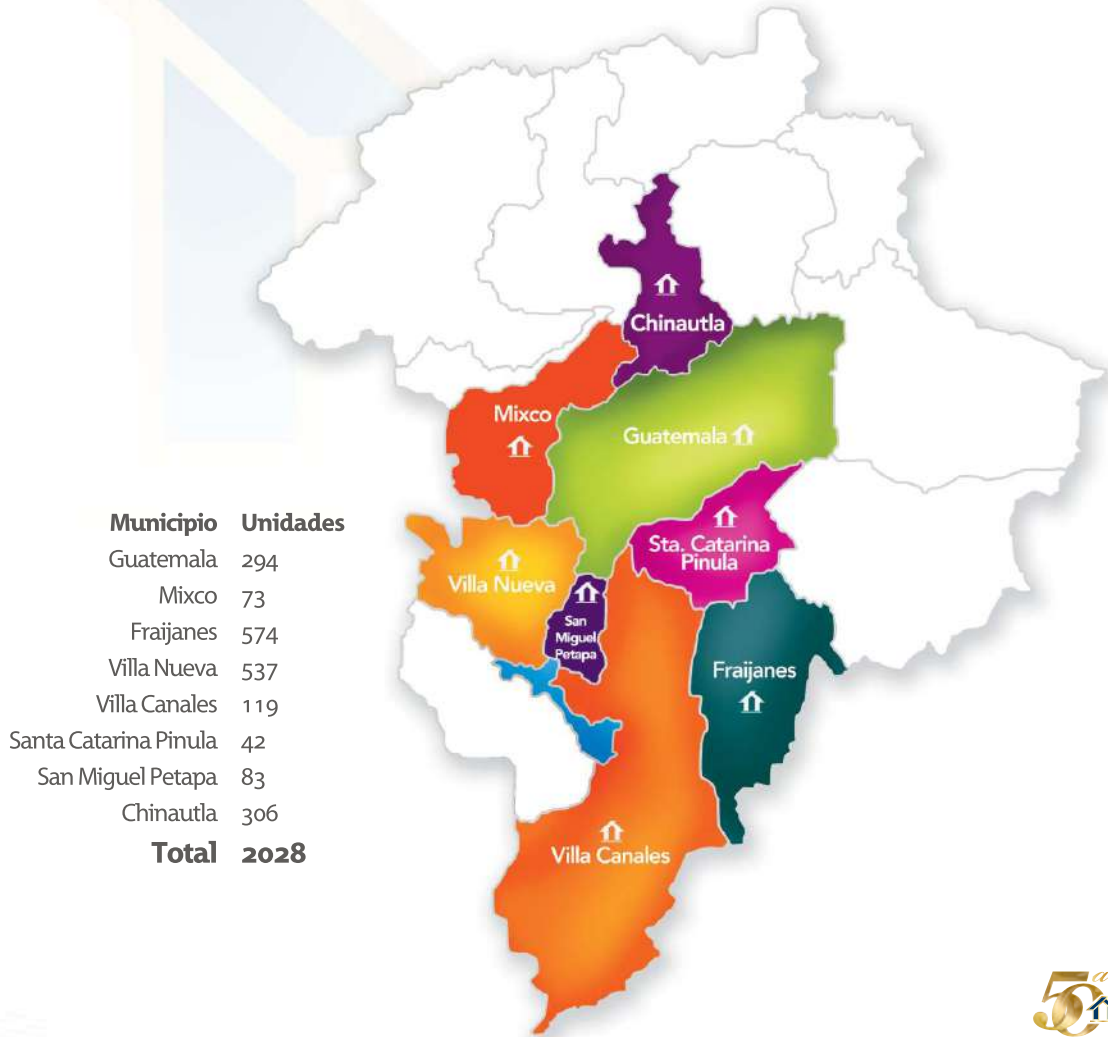 Chinautla
Mixco
Guatemala
Municipio Unidades
Guatemala 294
Mixco 73
Fraijanes 574
Villa Nueva 537
Villa Canales 119
Santa Catarina Pinula 42
San Miguel Petapa 83
Chinautla 306
Total 2028
Sta. Catarina
Pinula
Villa Nueva
San
Miguel
Petapa
Fraijanes
Villa Canales
50